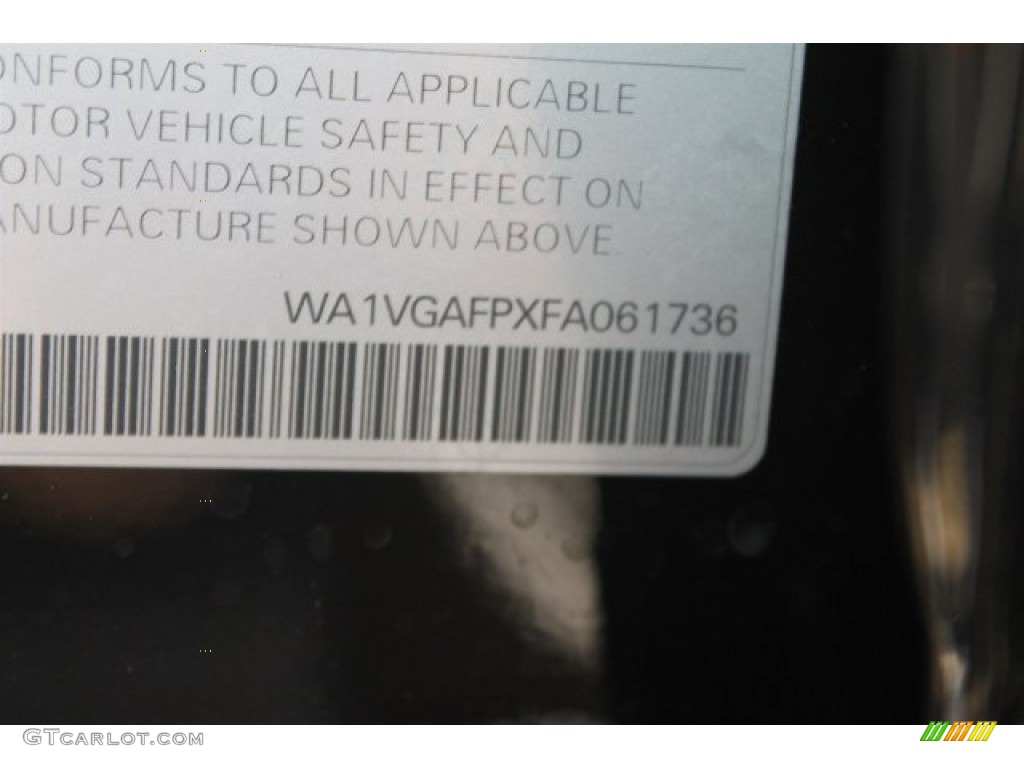 ONFORMS TO ALL APPLICABLE
OTOR VEHICLE SAFETY AND
ON STANDARDS IN EFFECT ON
ANUFACTURE SHOWN ABOVE.
WA1VGAFPXFA061736
GTcarlot.com